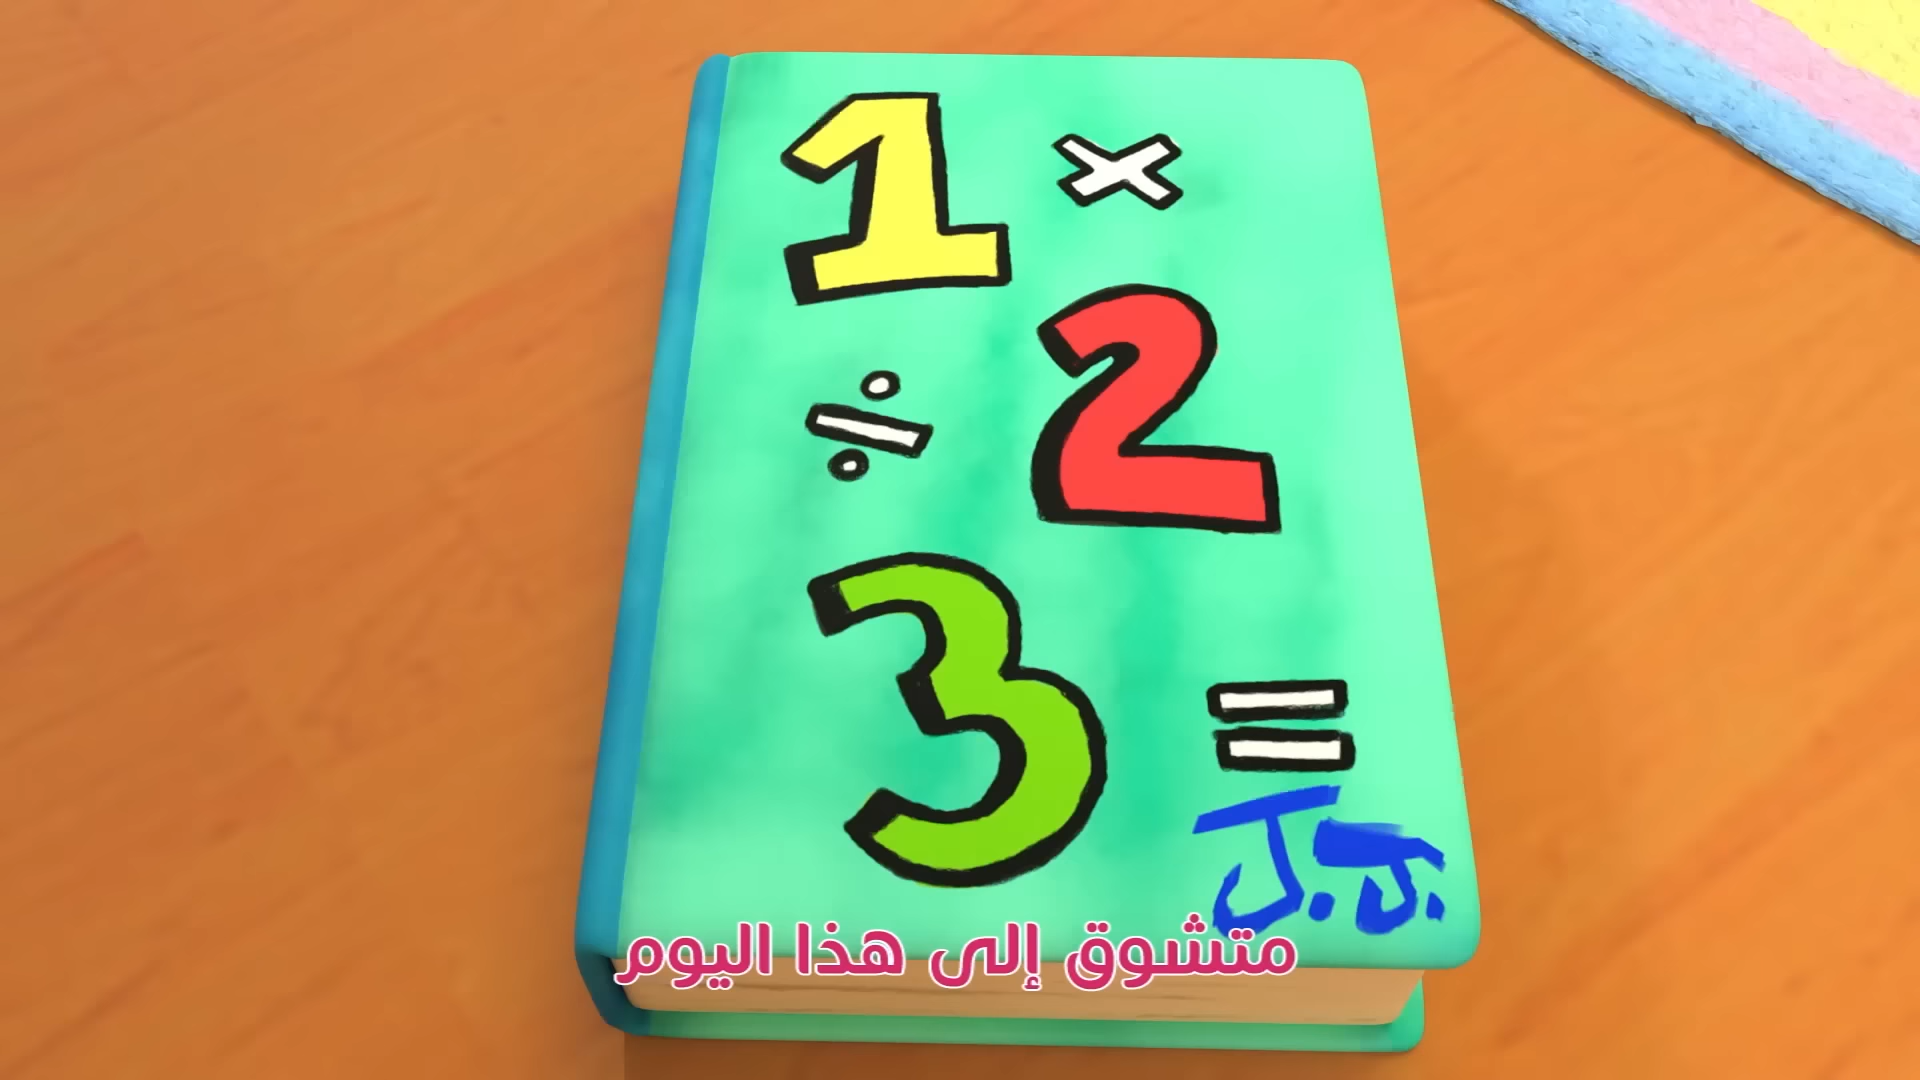 1 ×
÷ 2
3 =
J.J.
متشوق إلى هذا اليوم